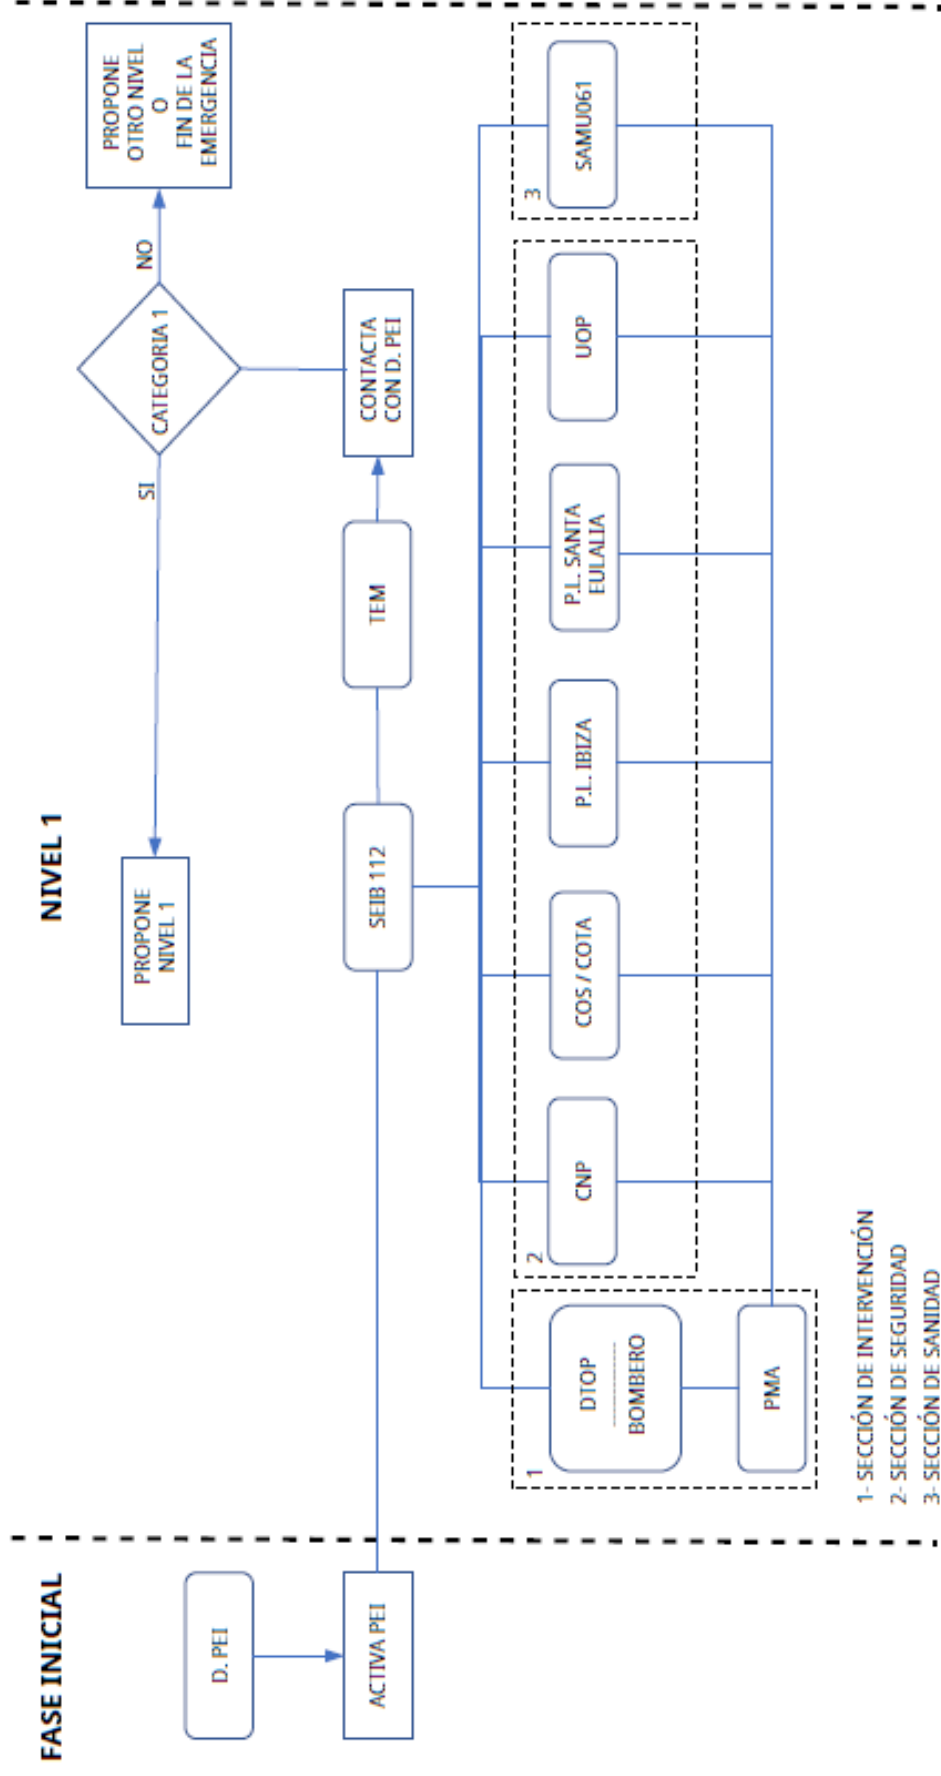 FASE INICIAL
D. PEI
ACTIVA PEI
NIVEL 1
PROPONE
NIVEL 1
SI
CATEGORIA 1
NO
PROPONE
OTRO NIVEL
O
FIN DE LA
EMERGENCIA
SEIB 112
TEM
CONTACTA
CON D. PEI
1
DTOP
BOMBERO
PMA
2
CNP
COS / COTA
P.L. IBIZA
P.L. SANTA
EULALIA
UOP
3
SAMU061
1- SECCIÓN DE INTERVENCIÓN
2- SECCIÓN DE SEGURIDAD
3- SECCIÓN DE SANIDAD